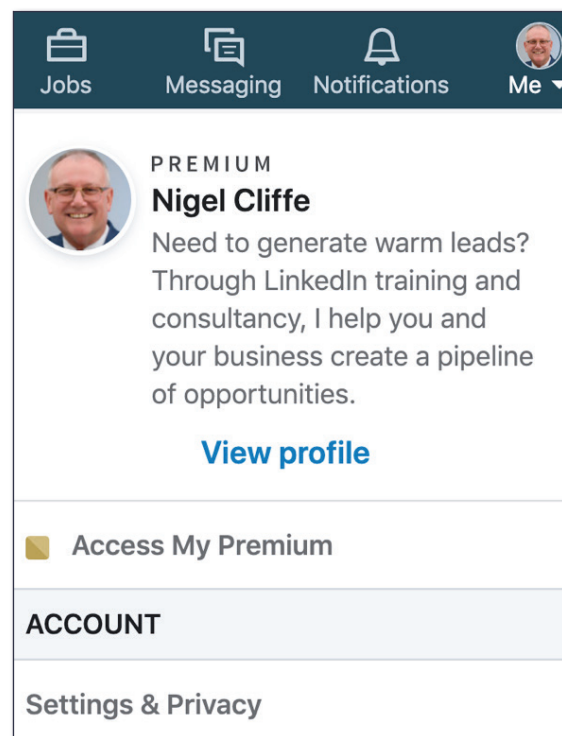 Jobs Messaging Notifications Me
PREMIUM
Nigel Cliffe
Need to generate warm leads?
Through LinkedIn training and
consultancy, I help you and
your business create a pipeline
of opportunities.
View profile
Access My Premium
ACCOUNT
Settings & Privacy